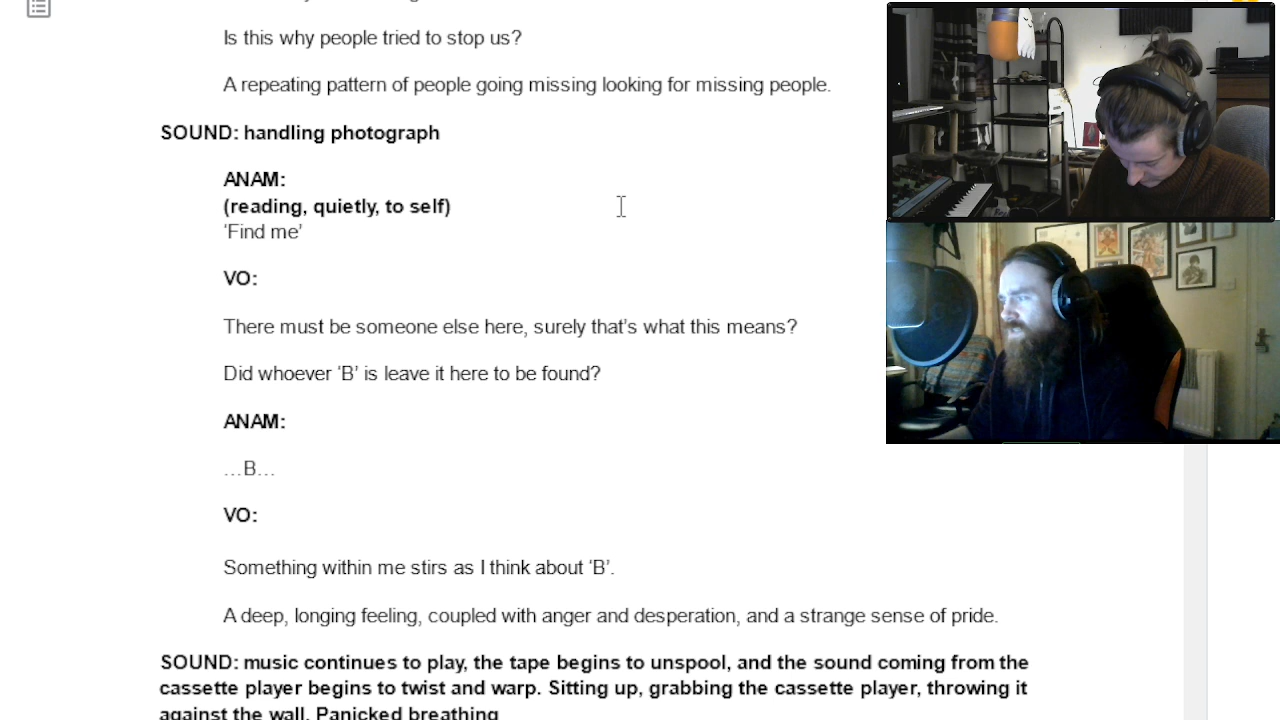 Is this why people tried to stop us?
A repeating pattern of people going missing looking for missing people.
SOUND: handling photograph
ANAM:
(reading, quietly, to self)
'Find me'
VO:
There must be someone else here, surely that's what this means?
Did whoever 'B' is leave it here to be found?
ANAM:
…B…
VO:
Something within me stirs as I think about 'B'.
A deep, longing feeling, coupled with anger and desperation, and a strange sense of pride.
SOUND: music continues to play, the tape begins to unspool, and the sound coming from the
cassette player begins to twist and warp. Sitting up, grabbing the cassette player, throwing it
against the wall. Panicked breathing